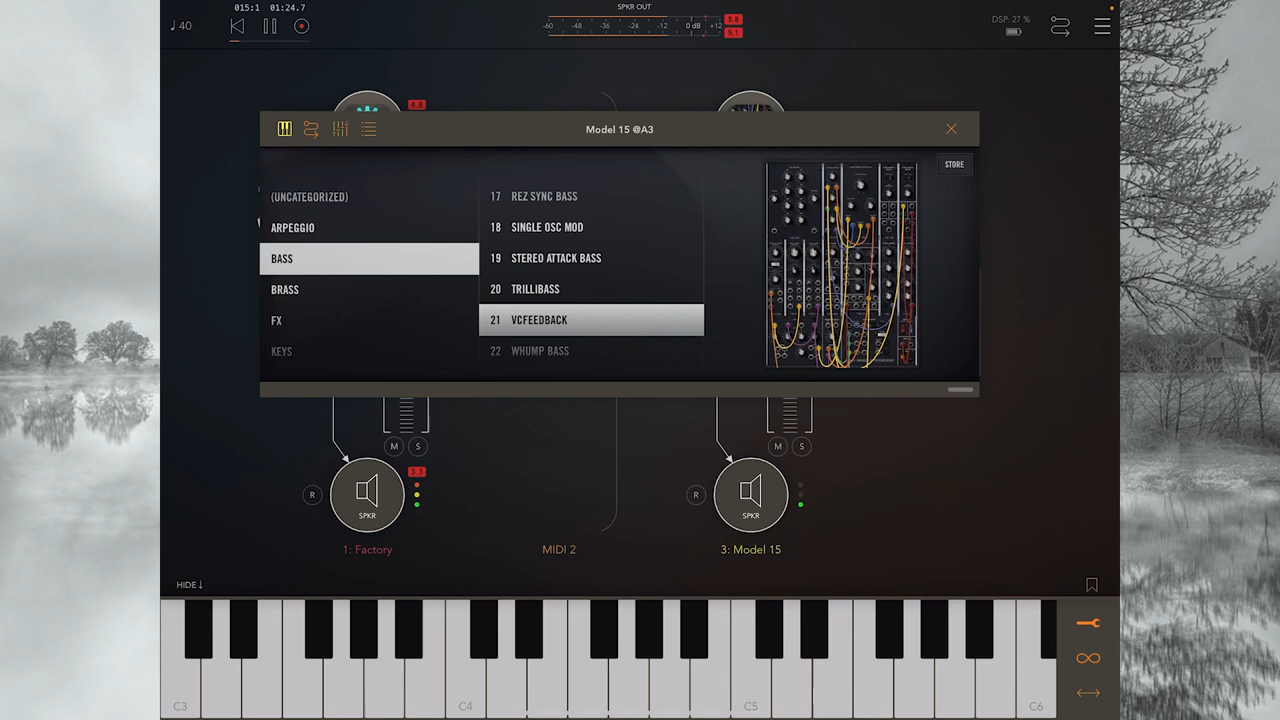 015:1 01:24.7
SPKR OUT
♩ 40
-60 -48 -36 -24 -12 0 dB +12
5.8
5.1
DSP: 27 %
4.8
Model 15 @A3
STORE
(UNCATEGORIZED)
ARPEGGIO
BASS
BRASS
FX
KEYS
17 REZ SYNC BASS
18 SINGLE OSC MOD
19 STEREO ATTACK BASS
20 TRILLIBASS
21 VCFEEDBACK
22 WHUMP BASS
M S
M S
3.3
R
SPKR
R
SPKR
1: Factory
MIDI 2
3: Model 15
HIDE↓
C3
C4
C5
C6